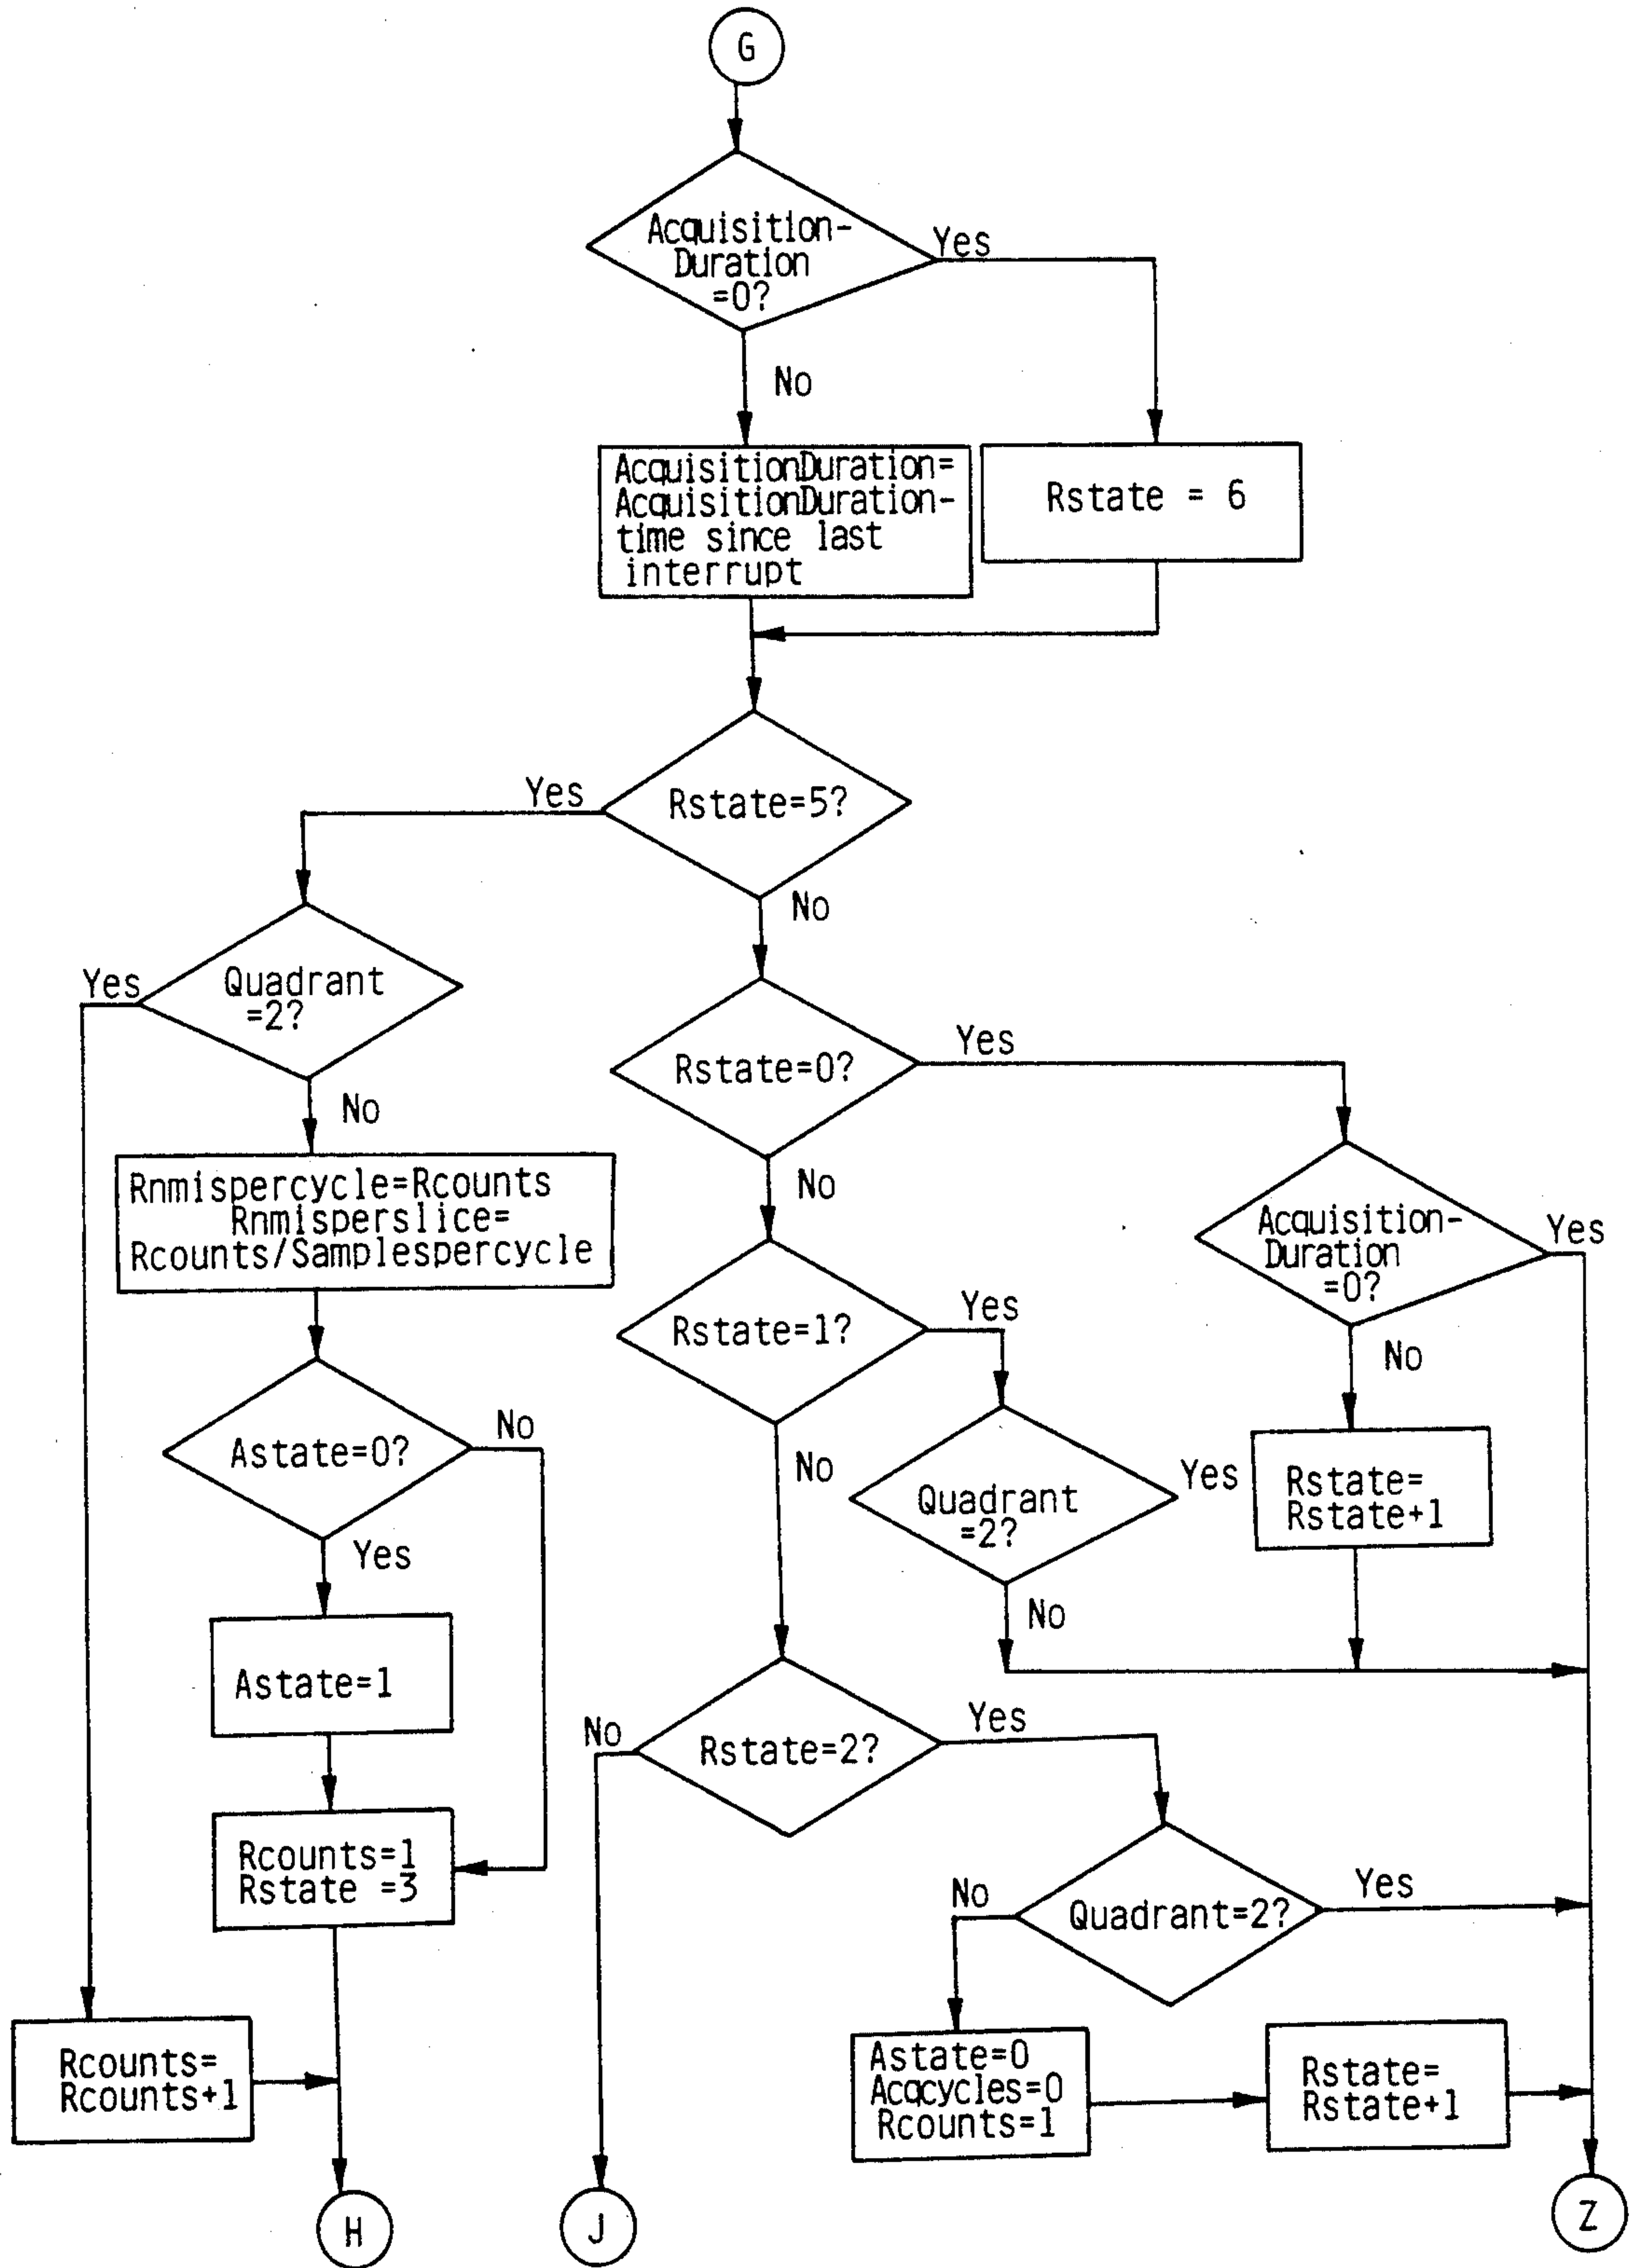 G
Acquisition-
Duration
=0?
Yes
No
AcquisitionDuration=
AcquisitionDuration-
time since last
interrupt
Rstate = 6
Rstate=5?
Yes
No
Quadrant
=2?
Yes
No
Rstate=0?
Yes
No
Rnmispercycle=Rcounts
Rnmisperslice=
Rcounts/Samplespercycle
Acquisition-
Duration
=0?
Yes
No
Rstate=1?
Yes
No
Astate=0?
No
Yes
Quadrant
=2?
Yes
No
Rstate=
Rstate+1
Astate=1
Rstate=2?
No
Yes
Rcounts=1
Rstate =3
Quadrant=2?
No
Yes
Rcounts=
Rcounts+1
Astate=0
Acqcycles=0
Rcounts=1
Rstate=
Rstate+1
H
J
Z